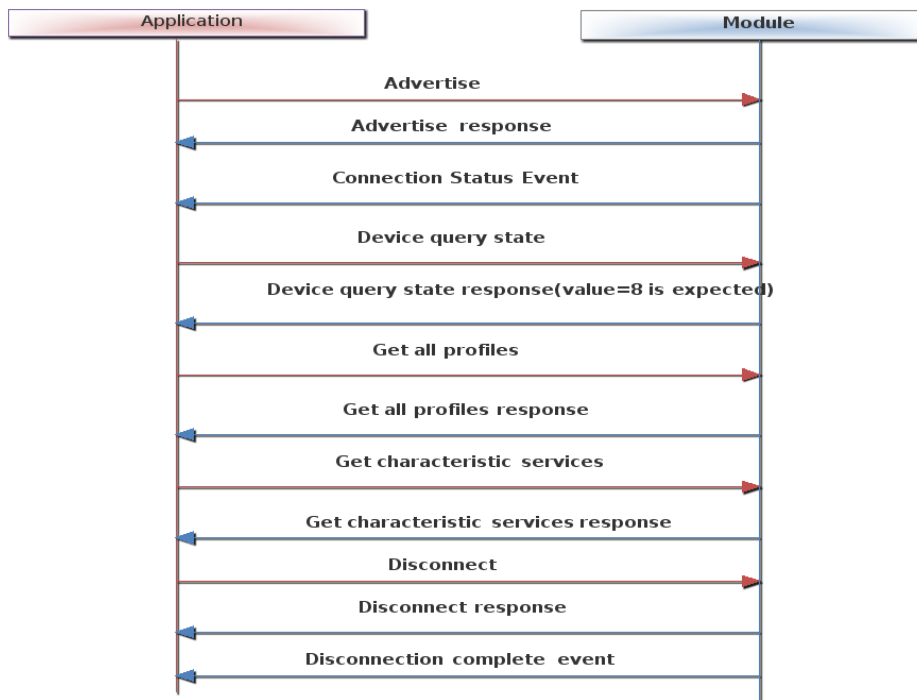 Application
Module
Advertise
Advertise response
Connection Status Event
Device query state
Device query state response(value=8 is expected)
Get all profiles
Get all profiles response
Get characteristic services
Get characteristic services response
Disconnect
Disconnect response
Disconnection complete event